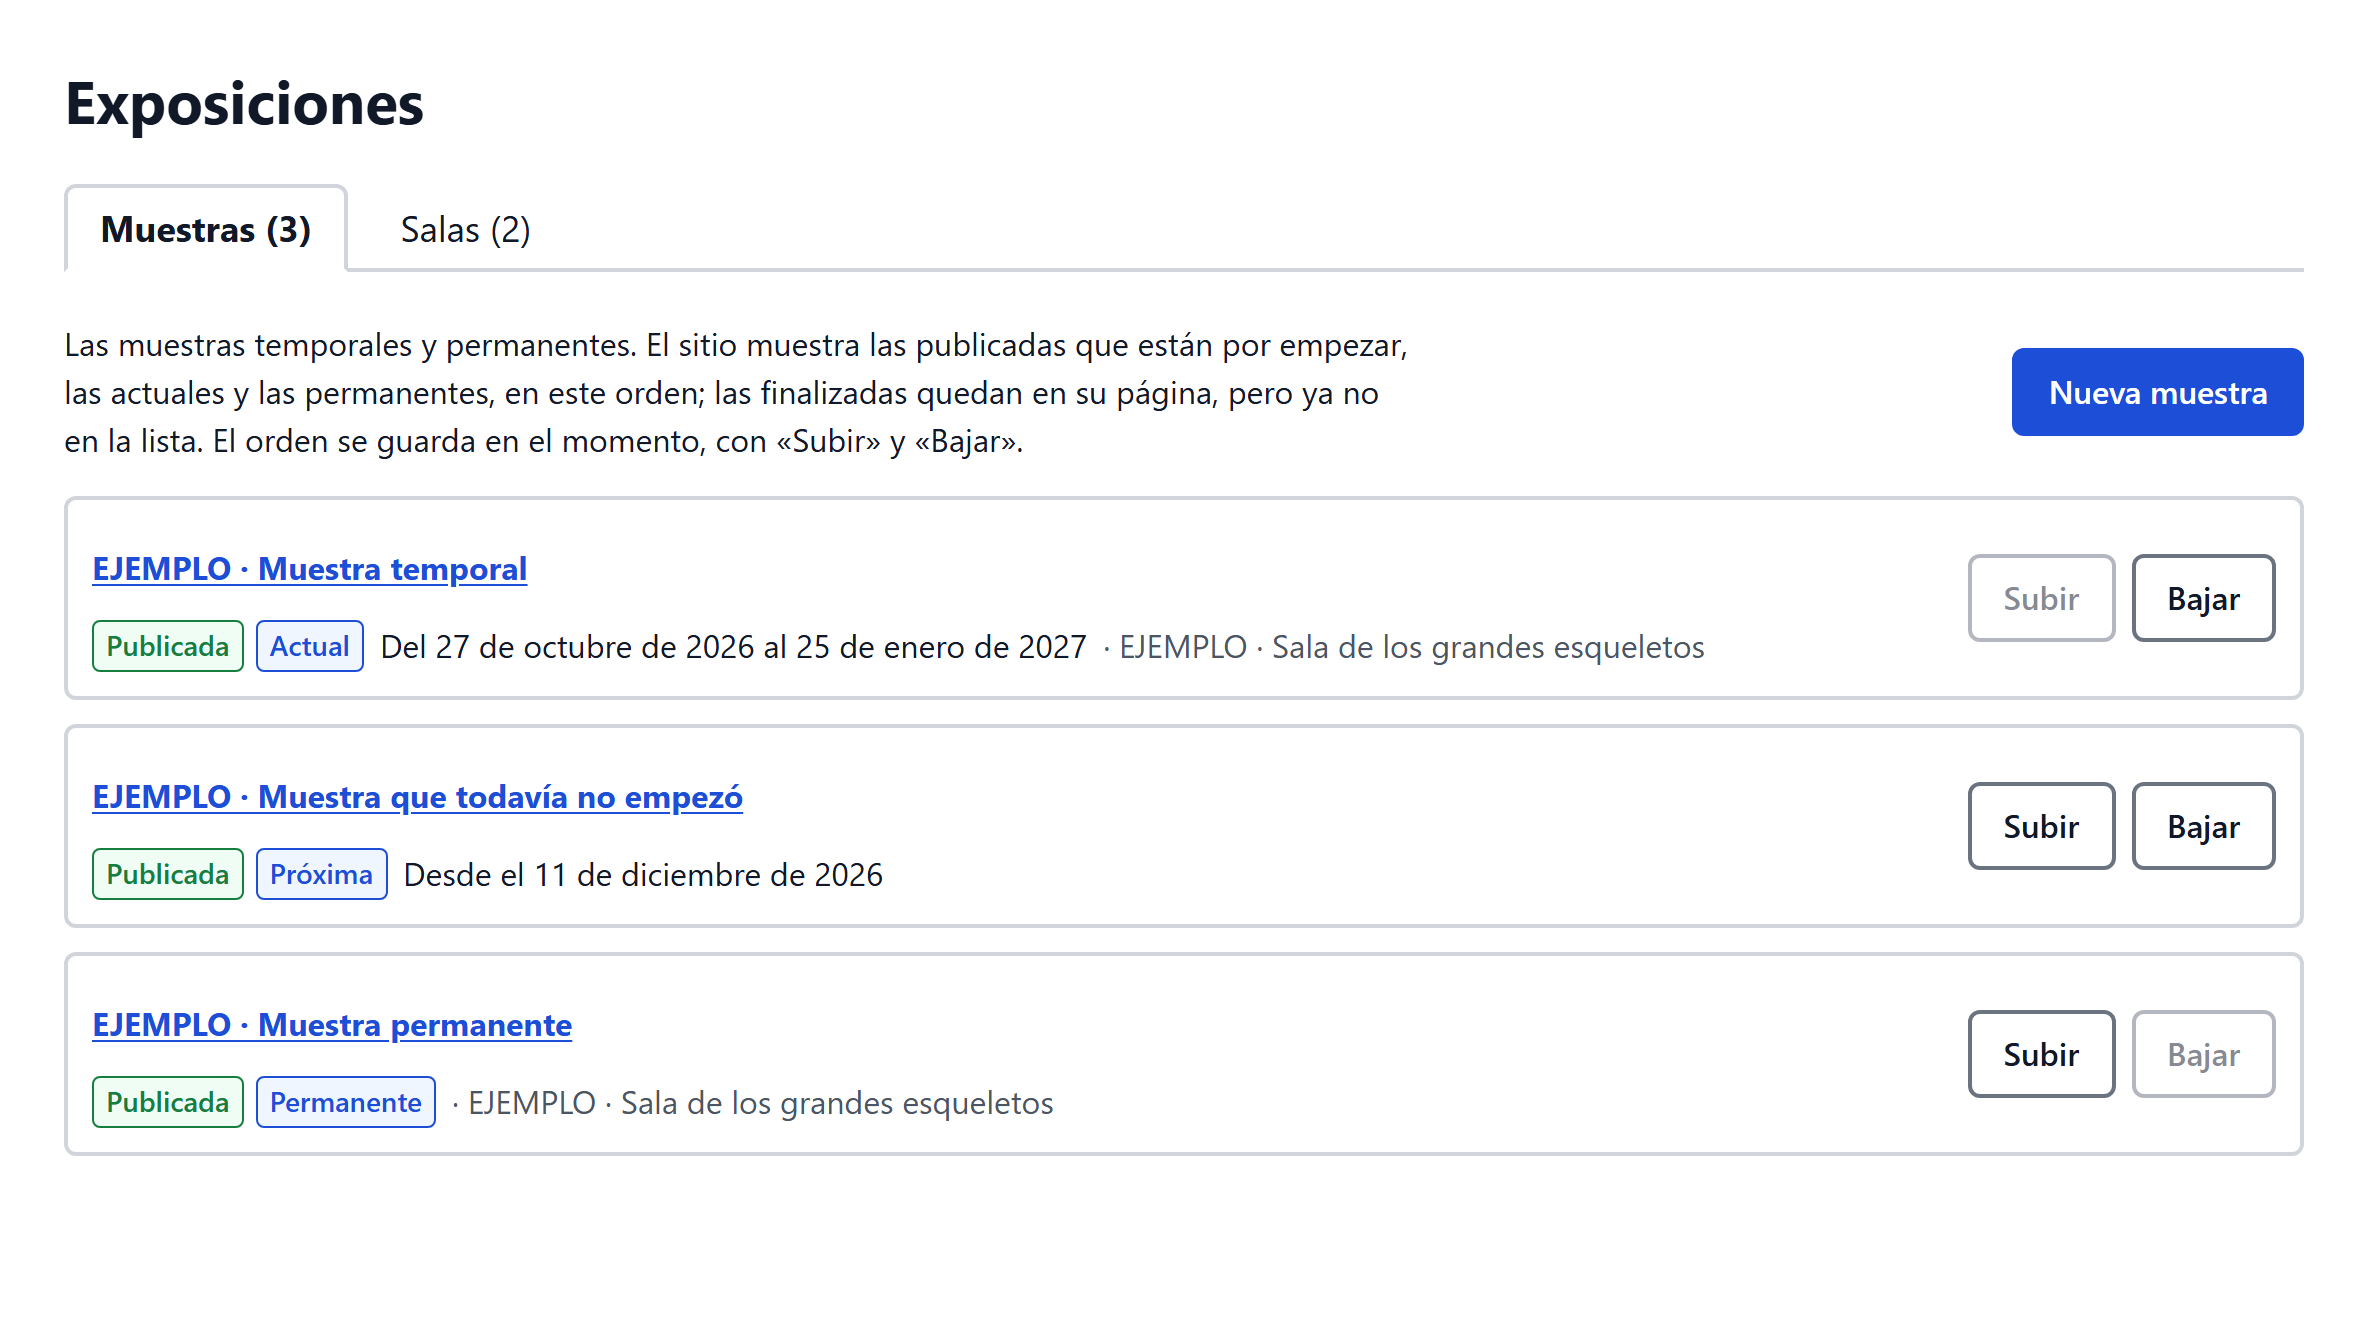 Exposiciones
Muestras (3)
Salas (2)
Las muestras temporales y permanentes. El sitio muestra las publicadas que están por empezar,
las actuales y las permanentes, en este orden; las finalizadas quedan en su página, pero ya no
en la lista. El orden se guarda en el momento, con «Subir» y «Bajar».
Nueva muestra
EJEMPLO · Muestra temporal
Publicada Actual Del 27 de octubre de 2026 al 25 de enero de 2027 · EJEMPLO · Sala de los grandes esqueletos
Subir Bajar
EJEMPLO · Muestra que todavía no empezó
Publicada Próxima Desde el 11 de diciembre de 2026
Subir Bajar
EJEMPLO · Muestra permanente
Publicada Permanente · EJEMPLO · Sala de los grandes esqueletos
Subir Bajar